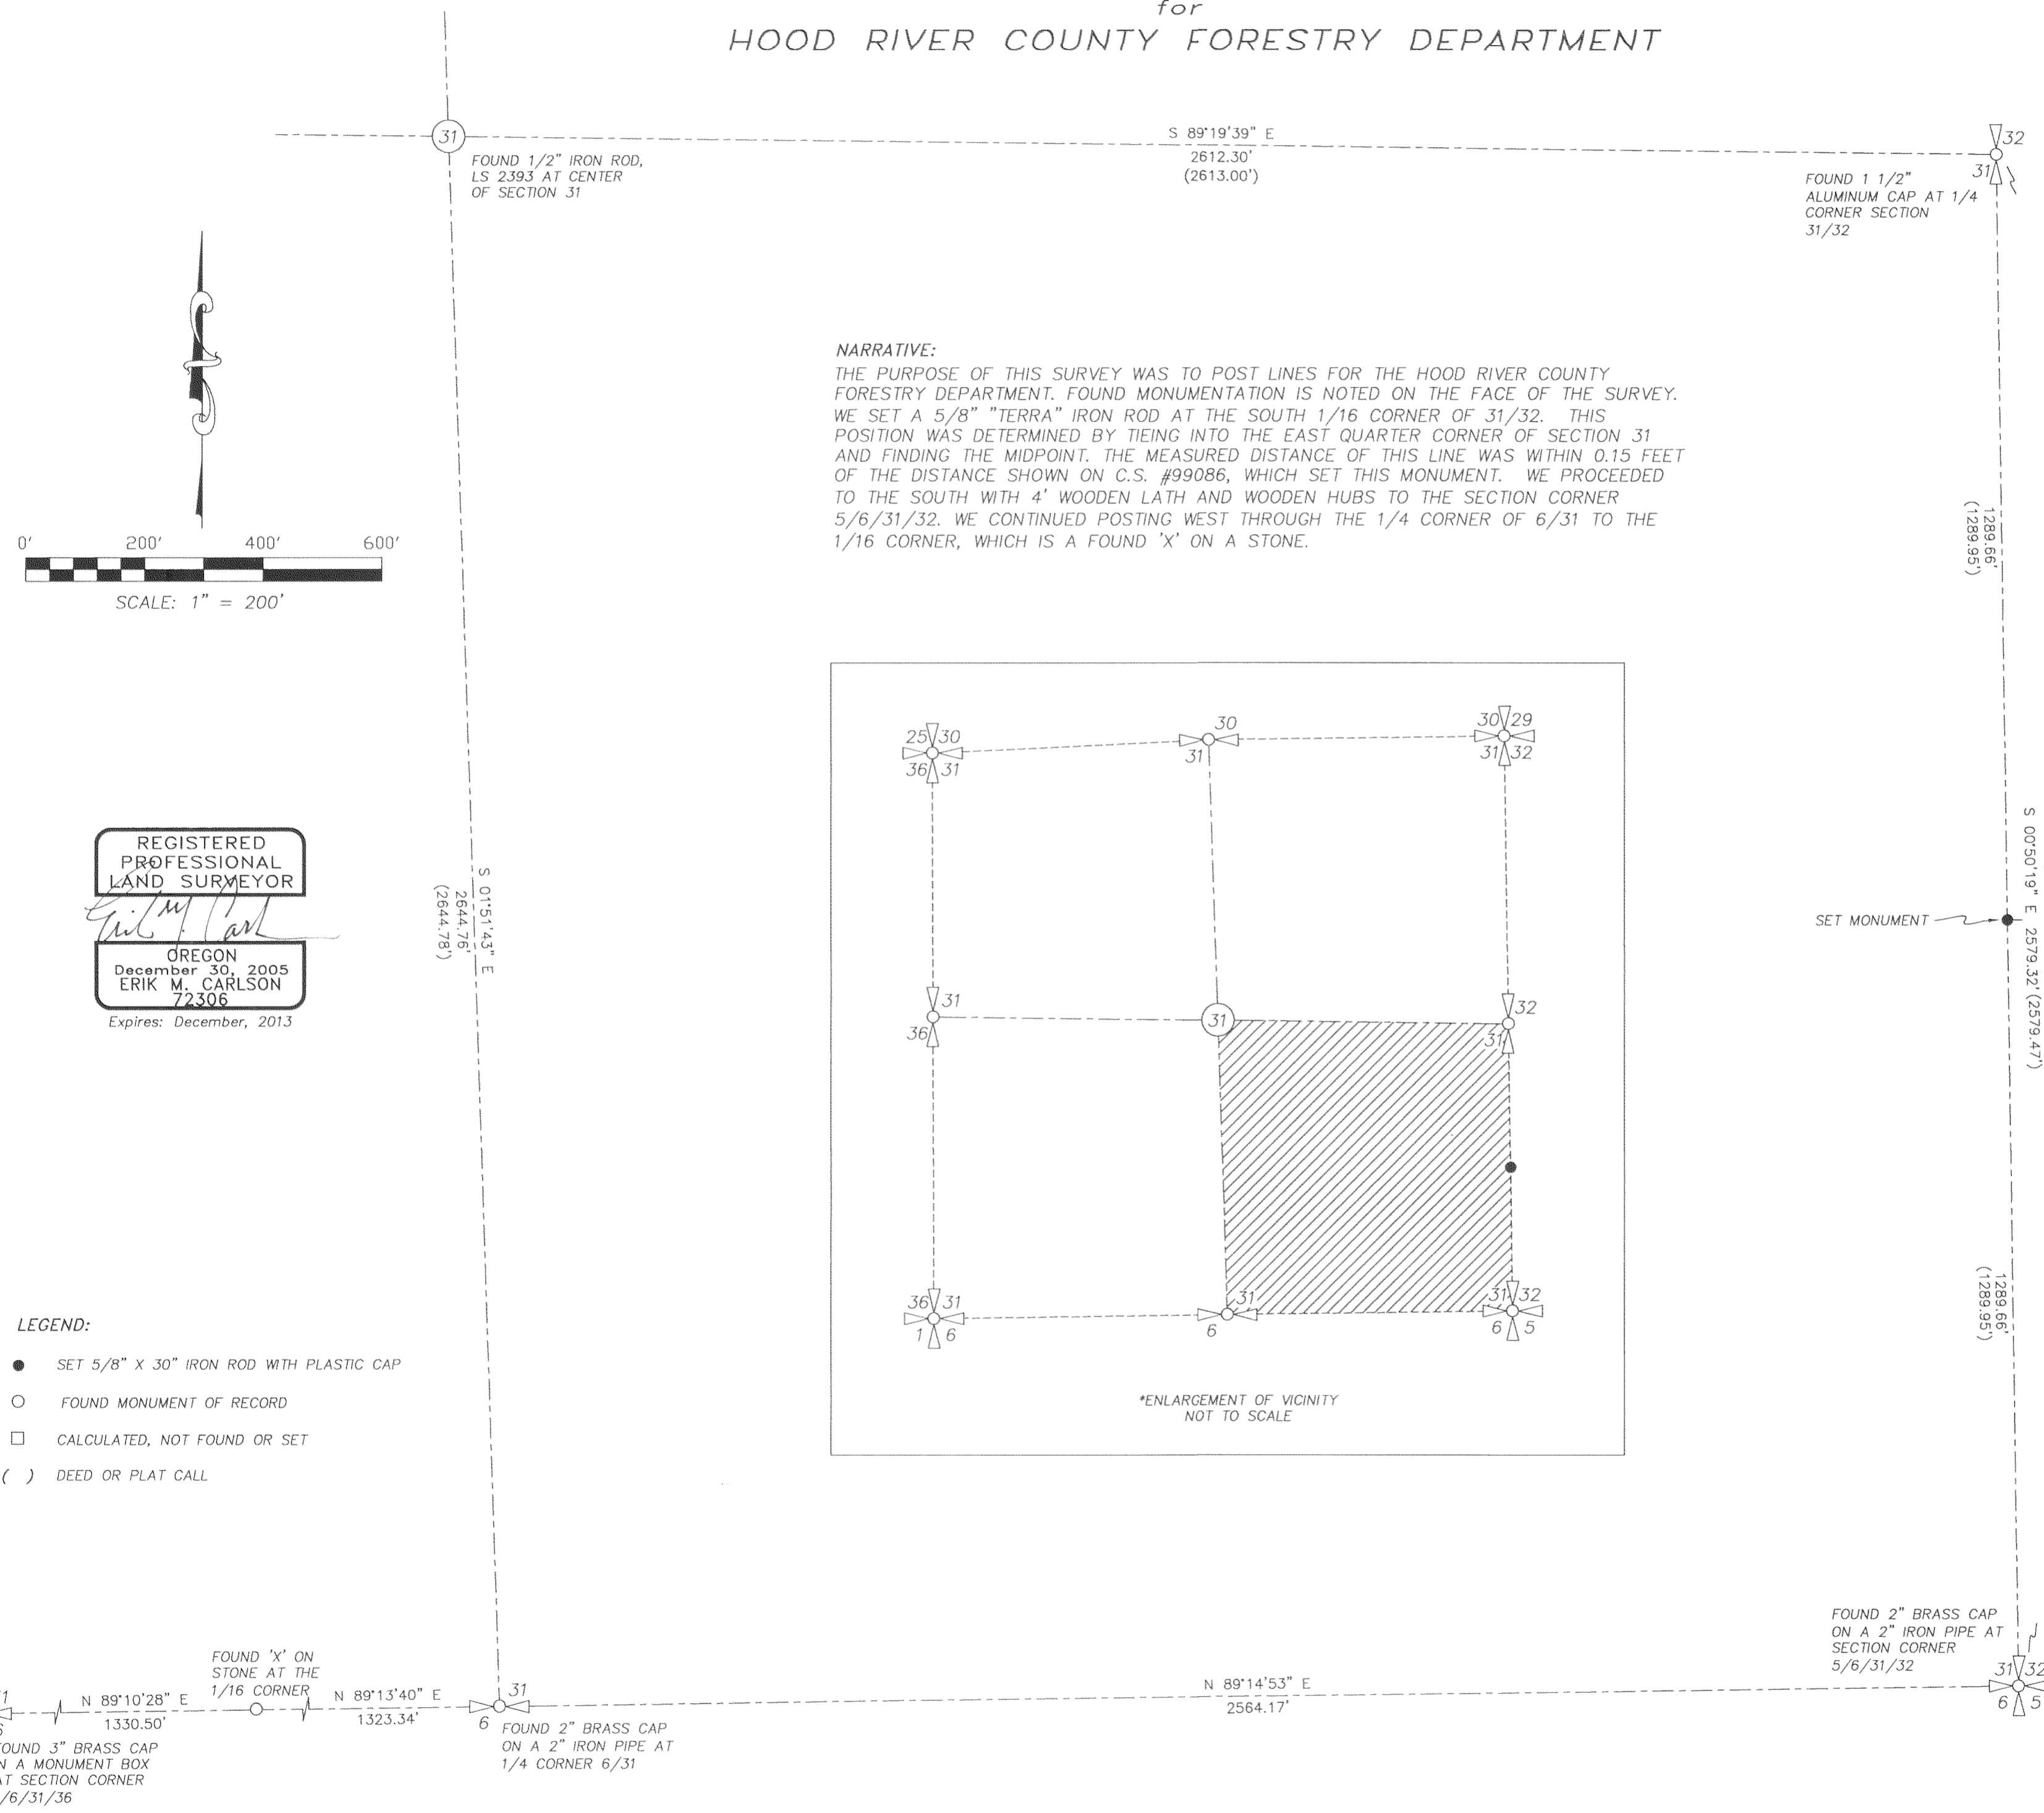 for
HOOD RIVER COUNTY FORESTRY DEPARTMENT
31
S 89°19'39" E
2612.30'
(2613.00')
32
31
FOUND 1/2" IRON ROD,
LS 2393 AT CENTER
OF SECTION 31
FOUND 1 1/2"
ALUMINUM CAP AT 1/4
CORNER SECTION
31/32
NARRATIVE:
THE PURPOSE OF THIS SURVEY WAS TO POST LINES FOR THE HOOD RIVER COUNTY
FORESTRY DEPARTMENT. FOUND MONUMENTATION IS NOTED ON THE FACE OF THE SURVEY.
WE SET A 5/8" "TERRA" IRON ROD AT THE SOUTH 1/16 CORNER OF 31/32. THIS
POSITION WAS DETERMINED BY TIEING INTO THE EAST QUARTER CORNER OF SECTION 31
AND FINDING THE MIDPOINT. THE MEASURED DISTANCE OF THIS LINE WAS WITHIN 0.15 FEET
OF THE DISTANCE SHOWN ON C.S. #99086, WHICH SET THIS MONUMENT. WE PROCEEDED
TO THE SOUTH WITH 4' WOODEN LATH AND WOODEN HUBS TO THE SECTION CORNER
5/6/31/32. WE CONTINUED POSTING WEST THROUGH THE 1/4 CORNER OF 6/31 TO THE
1/16 CORNER, WHICH IS A FOUND 'X' ON A STONE.
1289.66'
(1289.95')
0' 200' 400' 600'
SCALE: 1" = 200'
25 30
36 31
30
31
30 29
31 32
REGISTERED
PROFESSIONAL
LAND SURVEYOR
OREGON
December 30, 2005
ERIK M. CARLSON
72306
Expires: December, 2013
S 01°51'43" E
2644.76'
(2644.78')
SET MONUMENT
S 00°50'19" E 2579.32' (2579.47')
31
36
31
32
31
36 31
1 6
31
6
31 32
6 5
1289.66'
(1289.95')
*ENLARGEMENT OF VICINITY
NOT TO SCALE
LEGEND:
SET 5/8" X 30" IRON ROD WITH PLASTIC CAP
FOUND MONUMENT OF RECORD
CALCULATED, NOT FOUND OR SET
( ) DEED OR PLAT CALL
FOUND 2" BRASS CAP
ON A 2" IRON PIPE AT
SECTION CORNER
5/6/31/32
FOUND 'X' ON
STONE AT THE
1/16 CORNER
N 89°10'28" E
1330.50'
N 89°13'40" E
1323.34'
31
6
N 89°14'53" E
2564.17'
31 32
6 5
FOUND 2" BRASS CAP
ON A 2" IRON PIPE AT
1/4 CORNER 6/31
OUND 3" BRASS CAP
N A MONUMENT BOX
AT SECTION CORNER
/6/31/36